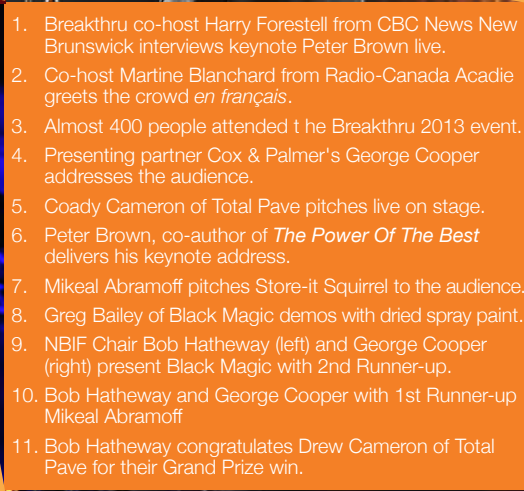 1. Breakthru co-host Harry Forestell from CBC News New
Brunswick interviews keynote Peter Brown live.
2. Co-host Martine Blanchard from Radio-Canada Acadie
greets the crowd en français.
3. Almost 400 people attended t he Breakthru 2013 event.
4. Presenting partner Cox & Palmer's George Cooper
addresses the audience.
5. Coady Cameron of Total Pave pitches live on stage.
6. Peter Brown, co-author of The Power Of The Best
delivers his keynote address.
7. Mikeal Abramoff pitches Store-it Squirrel to the audience.
8. Greg Bailey of Black Magic demos with dried spray paint.
9. NBIF Chair Bob Hatheway (left) and George Cooper
(right) present Black Magic with 2nd Runner-up.
10. Bob Hatheway and George Cooper with 1st Runner-up
Mikeal Abramoff
11. Bob Hatheway congratulates Drew Cameron of Total
Pave for their Grand Prize win.